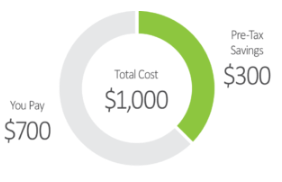 Pre-Tax
Savings
$300
Total Cost
$1,000
You Pay
$700